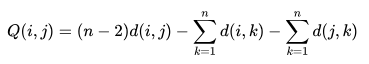 Q(i, j) = (n − 2)d(i, j) − ∑_{k=1}^{n} d(i, k) − ∑_{k=1}^{n} d(j, k)